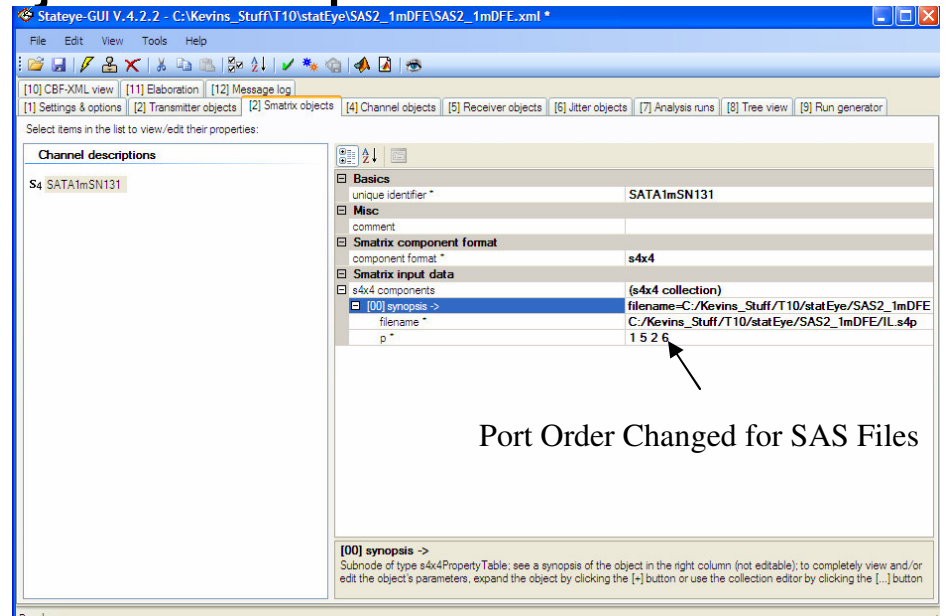 Stateye-GUI V.4.2.2 - C:\Kevins_Stuff\T10\statEye\SAS2_1mDFE\SAS2_1mDFE.xml *
File Edit View Tools Help
[10] CBF-XML view [11] Elaboration [12] Message log
[1] Settings & options [2] Transmitter objects [2] Smatrix objects [4] Channel objects [5] Receiver objects [6] Jitter objects [7] Analysis runs [8] Tree view [9] Run generator
Select items in the list to view/edit their properties:
Channel descriptions
S4 SATA1mSN131
Basics
unique identifier * SATA1mSN131
Misc
comment
Smatrix component format
component format * s4x4
Smatrix input data
s4x4 components (s4x4 collection)
[00] synopsis -> filename=C:/Kevins_Stuff/T10/statEye/SAS2_1mDFE
filename * C:/Kevins_Stuff/T10/statEye/SAS2_1mDFE/IL.s4p
p * 1 5 2 6
Port Order Changed for SAS Files
[00] synopsis ->
Subnode of type s4x4PropertyTable; see a synopsis of the object in the right column (not editable); to completely view and/or
edit the object's parameters, expand the object by clicking the [+] button or use the collection editor by clicking the [...] button